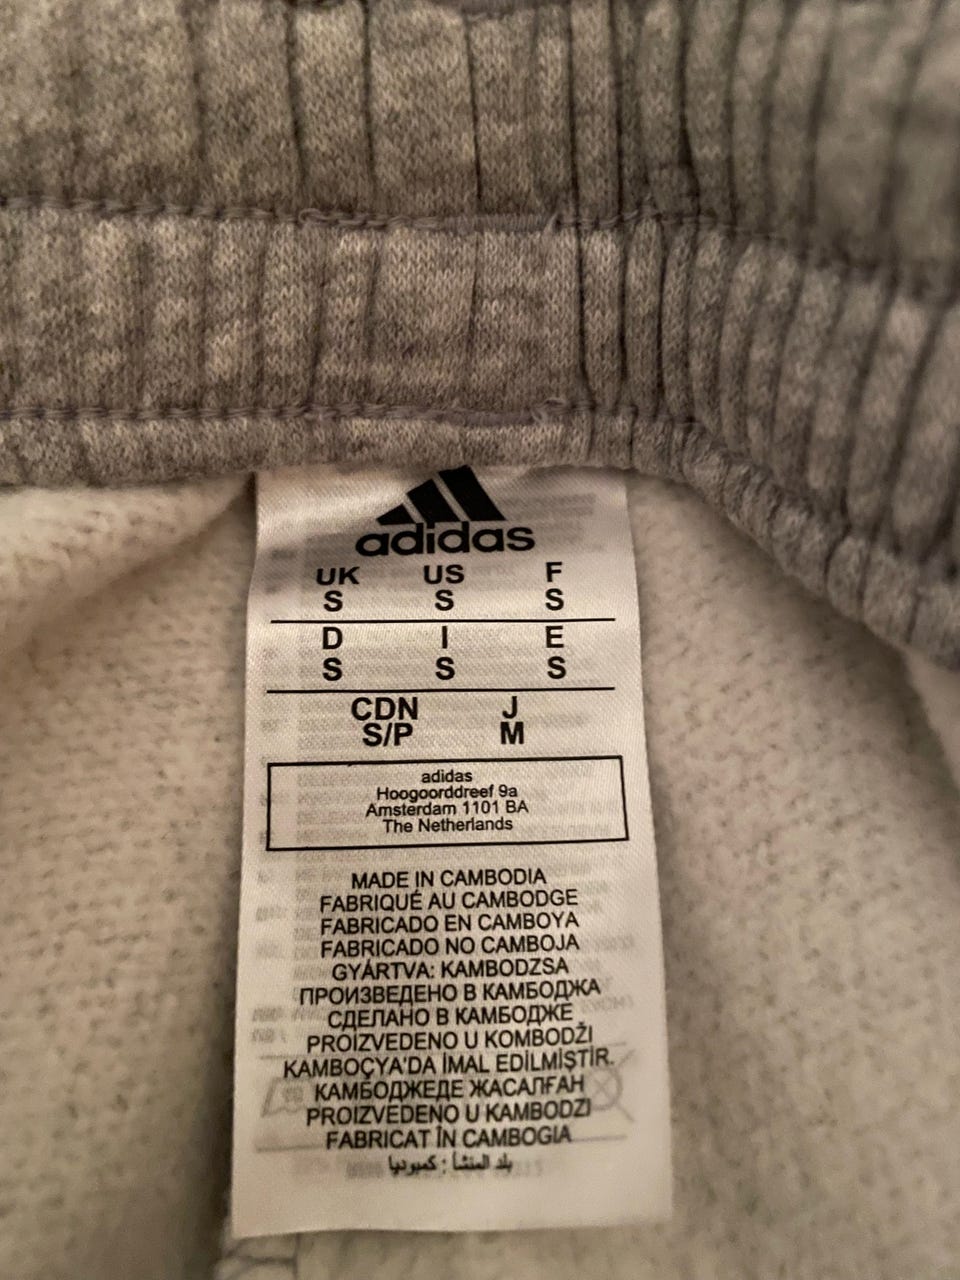 adidas
UK US F
S S S
D I E
S S S
CDN J
S/P M
adidas
Hoogoorddreef 9a
Amsterdam 1101 BA
The Netherlands
MADE IN CAMBODIA
FABRIQUÉ AU CAMBODGE
FABRICADO EN CAMBOYA
FABRICADO NO CAMBOJA
GYÁRTVA: KAMBODZSA
ПРОИЗВЕДЕНО В КАМБОДЖА
СДЕЛАНО В КАМБОДЖЕ
PROIZVEDENO U KOMBODŽI
KAMBOÇYA'DA İMAL EDİLMİŞTİR.
КАМБОДЖЕДЕ ЖАСАЛҒАН
PROIZVEDENO U KAMBODZI
FABRICAT ÎN CAMBOGIA
بلد المنشأ : كمبوديا